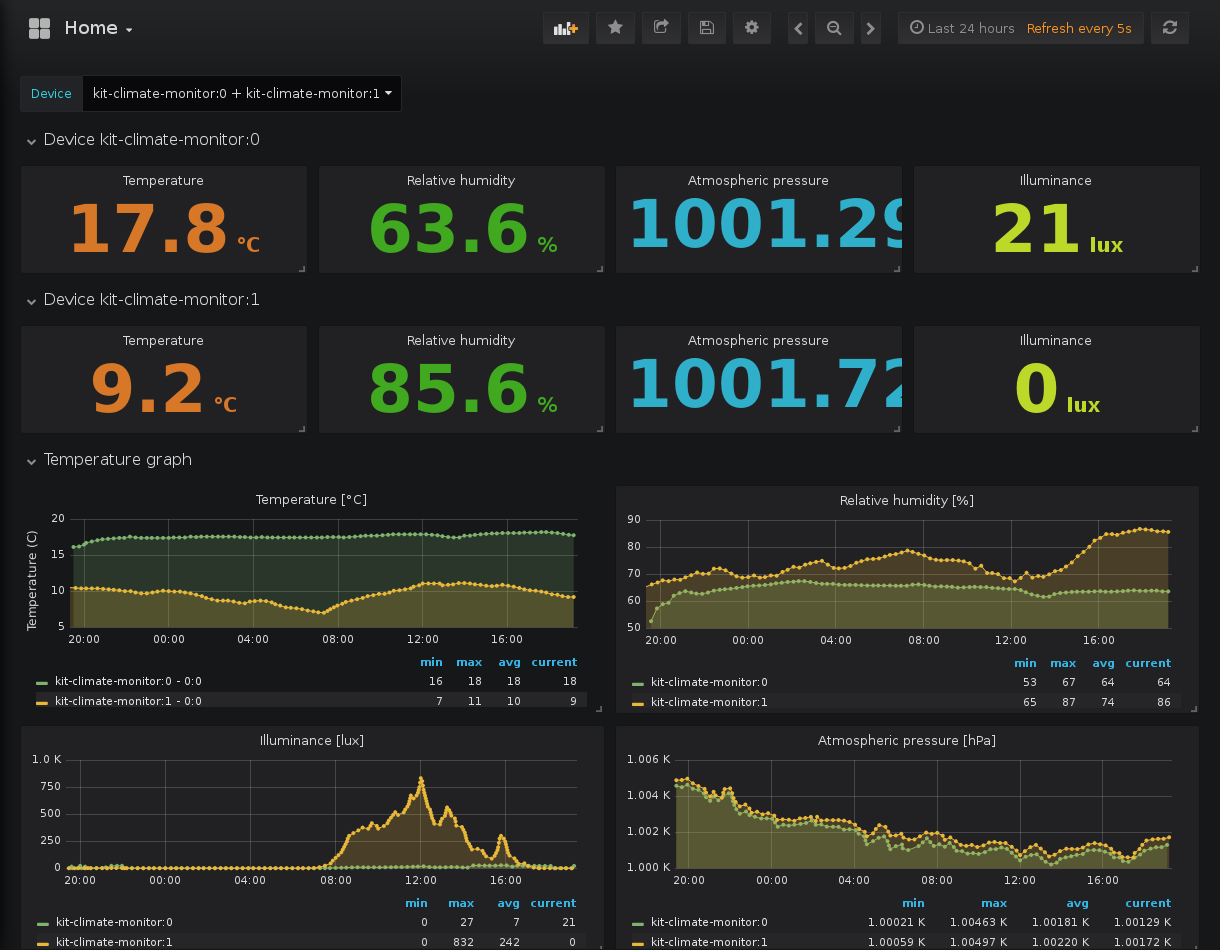 Home
Last 24 hours Refresh every 5s
Device kit-climate-monitor:0 + kit-climate-monitor:1
Device kit-climate-monitor:0
Temperature Relative humidity Atmospheric pressure Illuminance
17.8 °C 63.6 % 1001.29 21 lux
Device kit-climate-monitor:1
Temperature Relative humidity Atmospheric pressure Illuminance
9.2 °C 85.6 % 1001.72 0 lux
Temperature graph
Temperature [°C]
Temperature (C)
20
15
10
5
20:00 00:00 04:00 08:00 12:00 16:00
min max avg current
kit-climate-monitor:0 - 0:0 16 18 18 18
kit-climate-monitor:1 - 0:0 7 11 10 9
Relative humidity [%]
90
80
70
60
50
20:00 00:00 04:00 08:00 12:00 16:00
min max avg current
kit-climate-monitor:0 53 67 64 64
kit-climate-monitor:1 65 87 74 86
Illuminance [lux]
1.0 K
750
500
250
0
20:00 00:00 04:00 08:00 12:00 16:00
min max avg current
kit-climate-monitor:0 0 27 7 21
kit-climate-monitor:1 0 832 242 0
Atmospheric pressure [hPa]
1.006 K
1.004 K
1.002 K
1.000 K
20:00 00:00 04:00 08:00 12:00 16:00
min max avg current
kit-climate-monitor:0 1.00021 K 1.00463 K 1.00181 K 1.00129 K
kit-climate-monitor:1 1.00059 K 1.00497 K 1.00220 K 1.00172 K